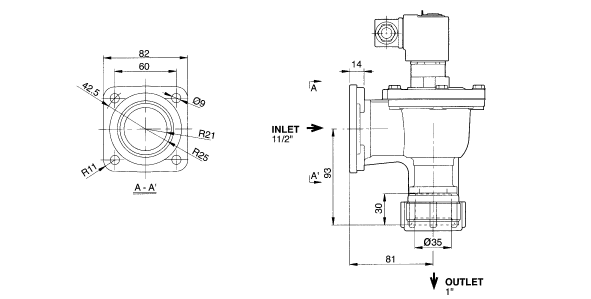 82
60
42.5
Ø9
R21
R25
R11
A - A'
14
A
INLET
11/2"
A'
93
30
Ø35
81
OUTLET
1"